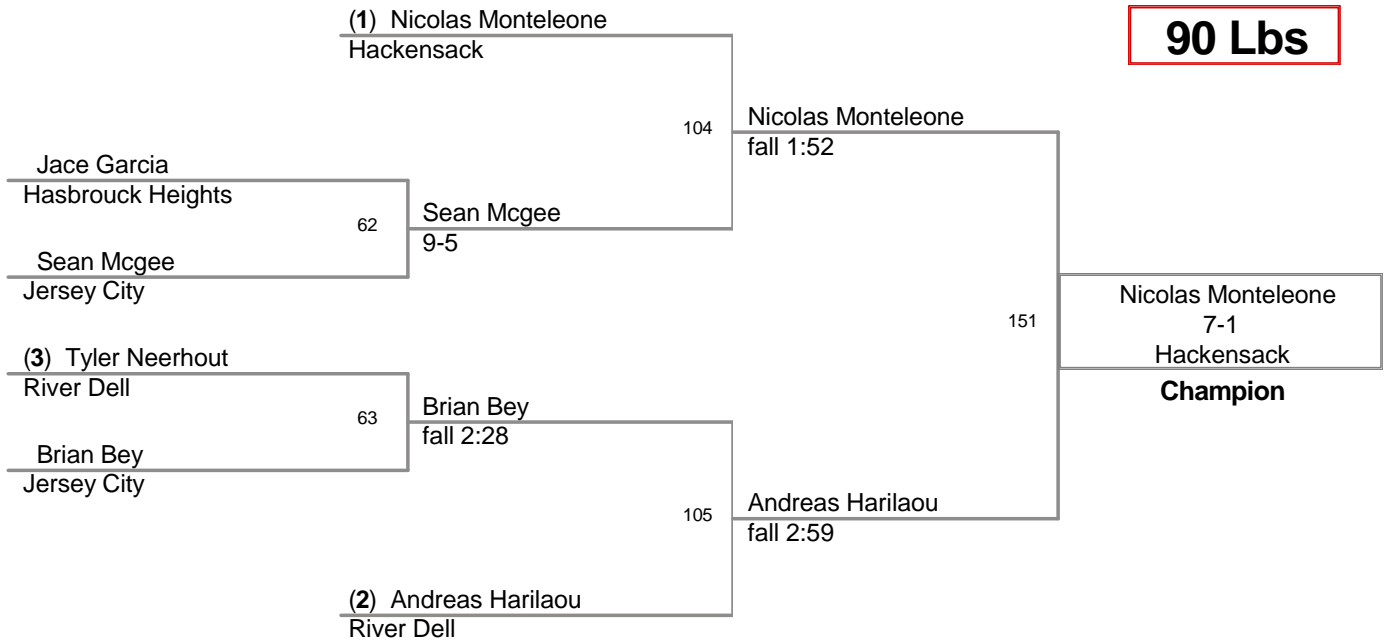 (1) Nicolas Monteleone
Hackensack
90 Lbs
104
Nicolas Monteleone
fall 1:52
Jace Garcia
Hasbrouck Heights
62
Sean Mcgee
9-5
Sean Mcgee
Jersey City
151
Nicolas Monteleone
7-1
Hackensack
Champion
(3) Tyler Neerhout
River Dell
63
Brian Bey
fall 2:28
Brian Bey
Jersey City
105
Andreas Harilaou
fall 2:59
(2) Andreas Harilaou
River Dell